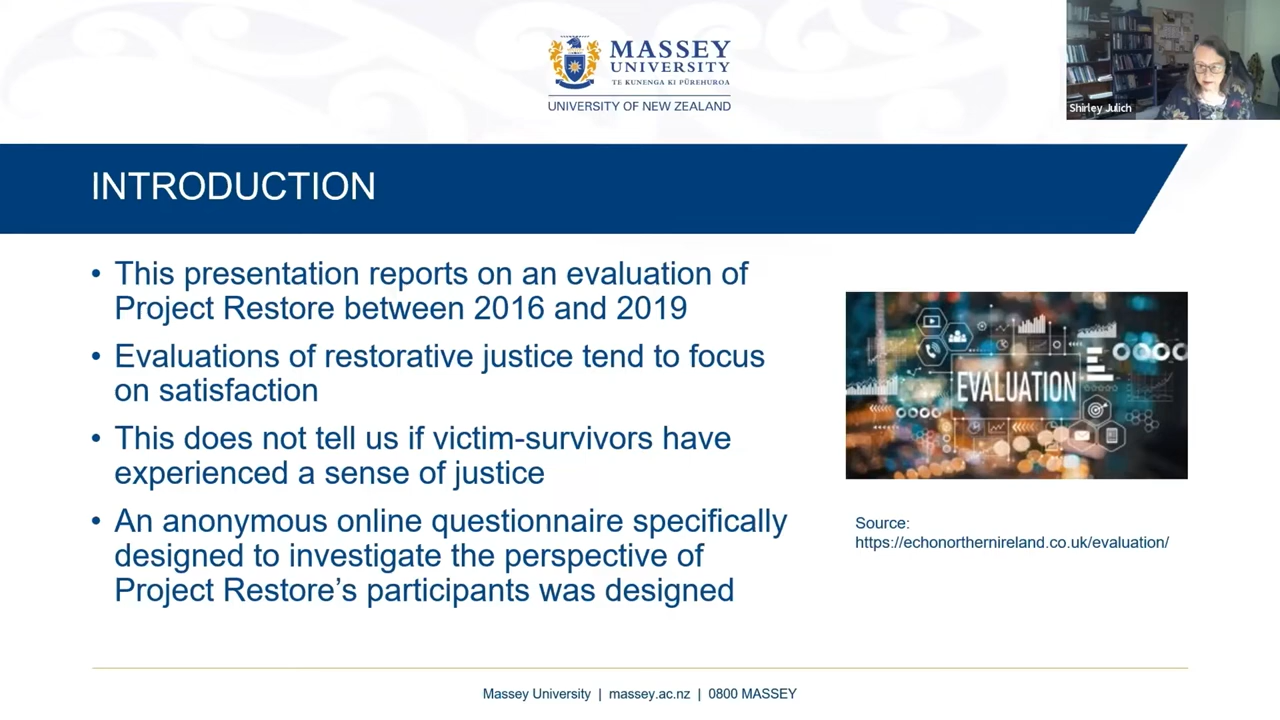 MASSEY
UNIVERSITY
TE KUNENGA KI PŪREHUROA
UNIVERSITY OF NEW ZEALAND
Shirley Julich
INTRODUCTION
• This presentation reports on an evaluation of
Project Restore between 2016 and 2019
• Evaluations of restorative justice tend to focus
on satisfaction
• This does not tell us if victim-survivors have
experienced a sense of justice
• An anonymous online questionnaire specifically
designed to investigate the perspective of
Project Restore’s participants was designed
EVALUATION
Source:
https://echonorthernireland.co.uk/evaluation/
Massey University | massey.ac.nz | 0800 MASSEY